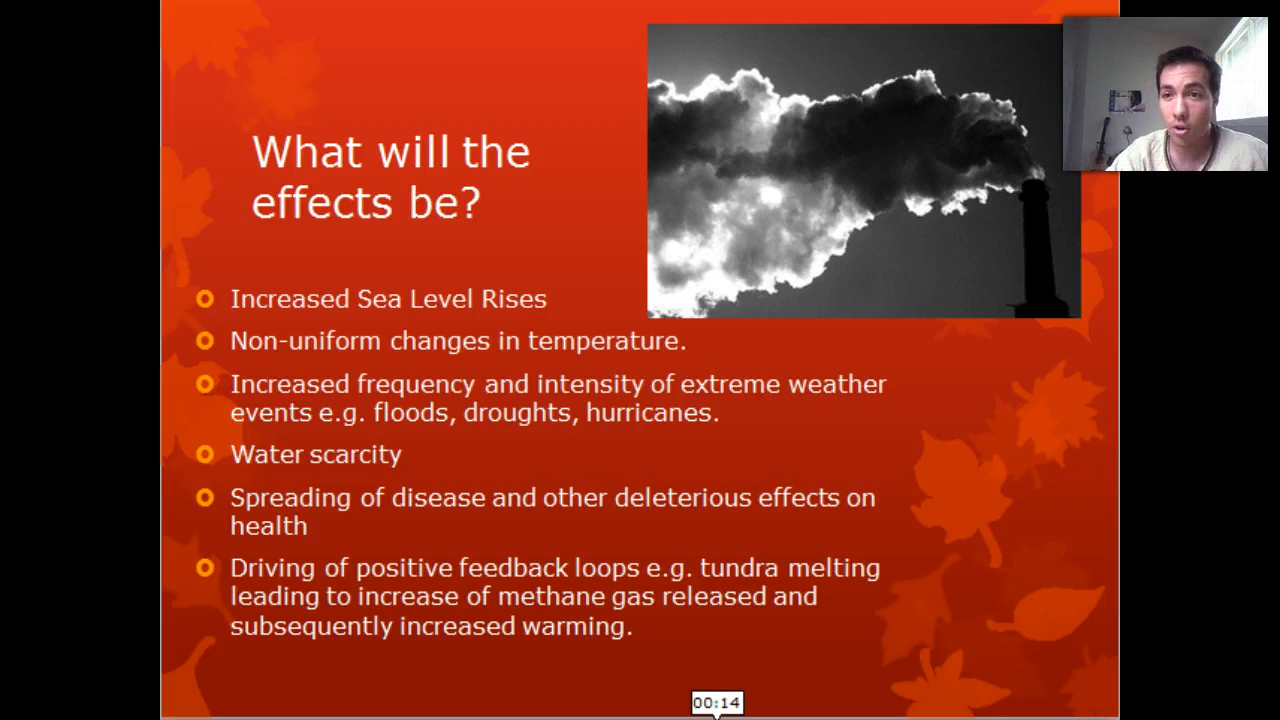 What will the
effects be?
Increased Sea Level Rises
Non-uniform changes in temperature.
Increased frequency and intensity of extreme weather
events e.g. floods, droughts, hurricanes.
Water scarcity
Spreading of disease and other deleterious effects on
health
Driving of positive feedback loops e.g. tundra melting
leading to increase of methane gas released and
subsequently increased warming.
00:14